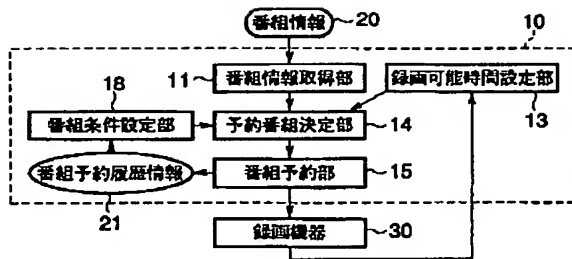 番組情報 20
10
11 番組情報取得部
録画可能時間設定部
13
18
番組条件設定部
予約番組決定部 14
番組予約履歴情報
21
番組予約部 15
録画機器 30